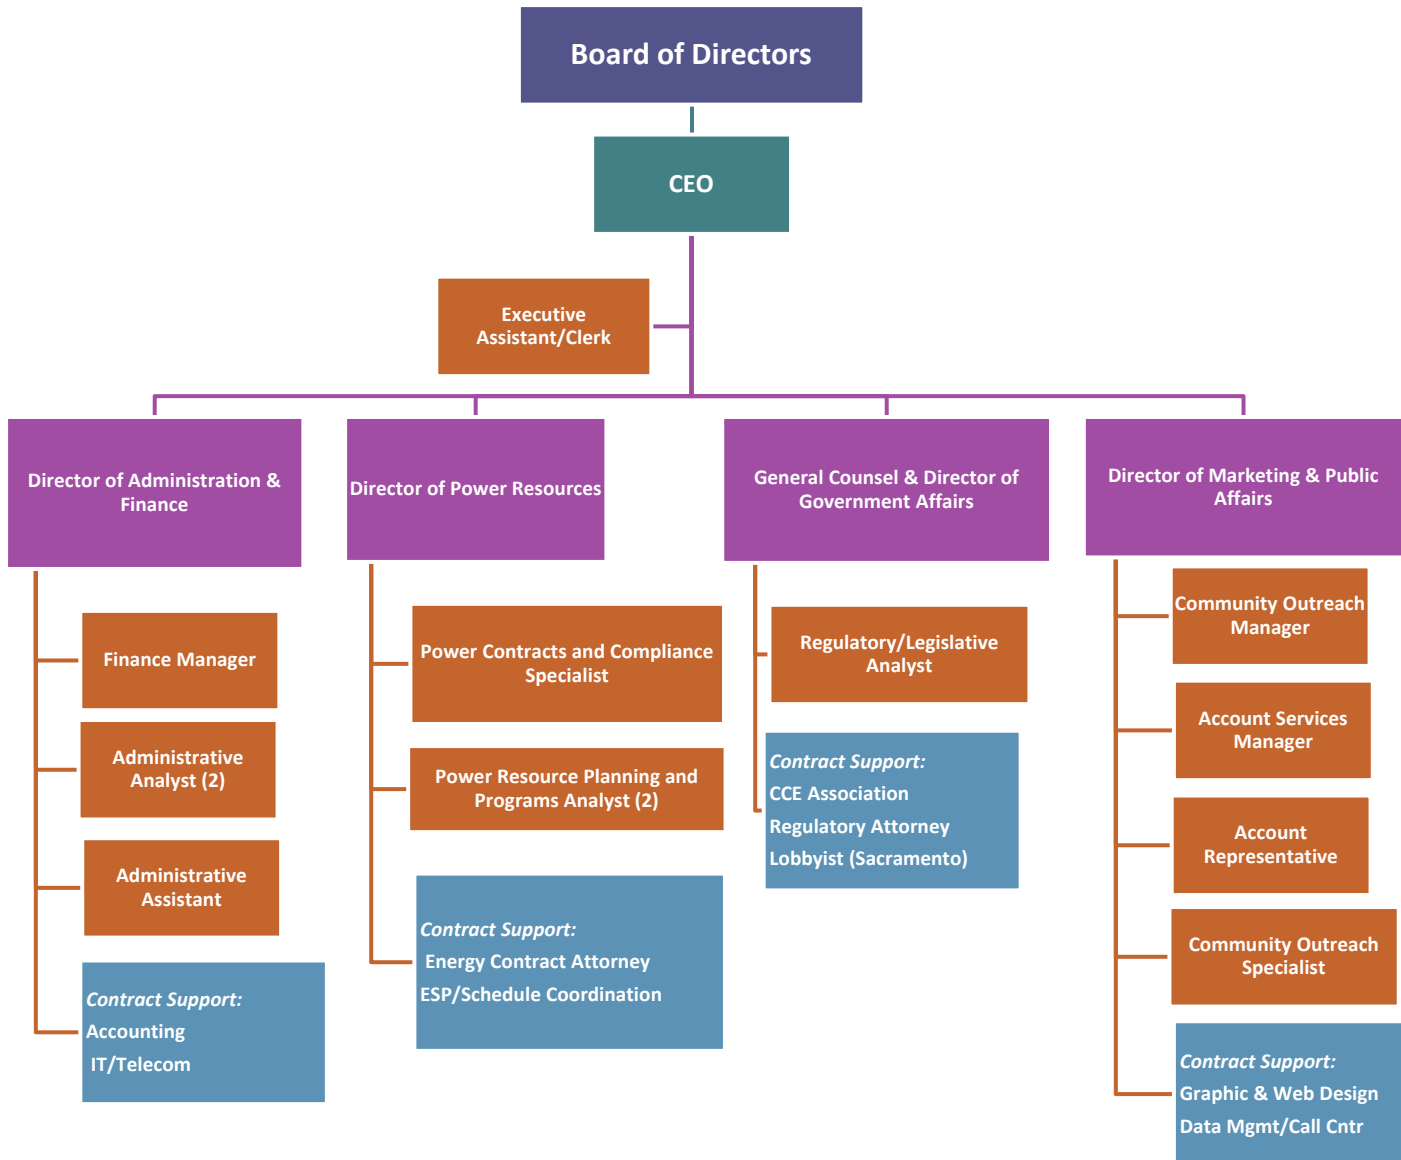 Board of Directors
CEO
Executive
Assistant/Clerk
Director of Administration &
Finance
Director of Power Resources
General Counsel & Director of
Government Affairs
Director of Marketing & Public
Affairs
Finance Manager
Administrative
Analyst (2)
Administrative
Assistant
Contract Support:
Accounting
IT/Telecom
Power Contracts and Compliance
Specialist
Power Resource Planning and
Programs Analyst (2)
Contract Support:
Energy Contract Attorney
ESP/Schedule Coordination
Regulatory/Legislative
Analyst
Contract Support:
CCE Association
Regulatory Attorney
Lobbyist (Sacramento)
Community Outreach
Manager
Account Services
Manager
Account
Representative
Community Outreach
Specialist
Contract Support:
Graphic & Web Design
Data Mgmt/Call Cntr